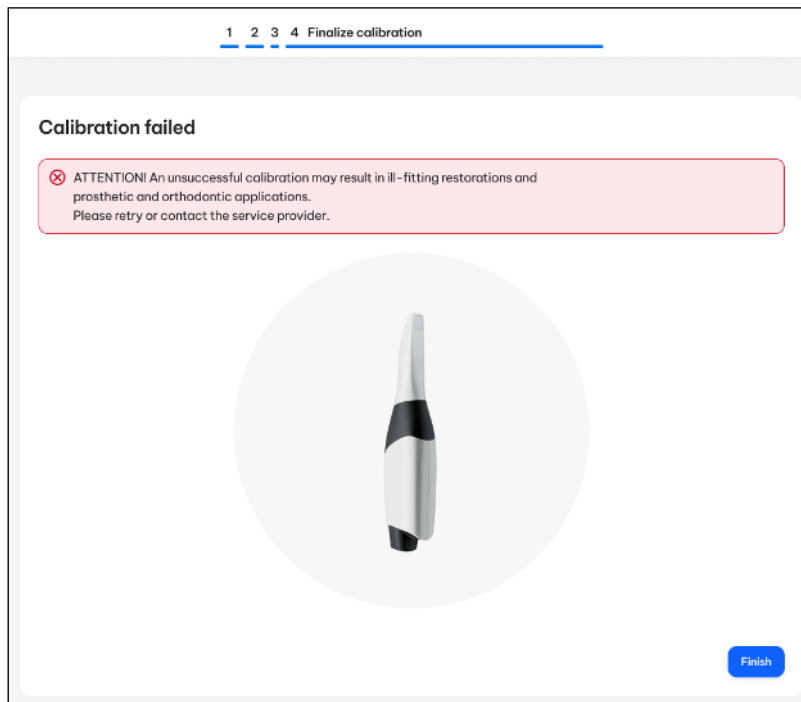 1 2 3 4 Finalize calibration
Calibration failed
ATTENTION! An unsuccessful calibration may result in ill-fitting restorations and
prosthetic and orthodontic applications.
Please retry or contact the service provider.
Finish